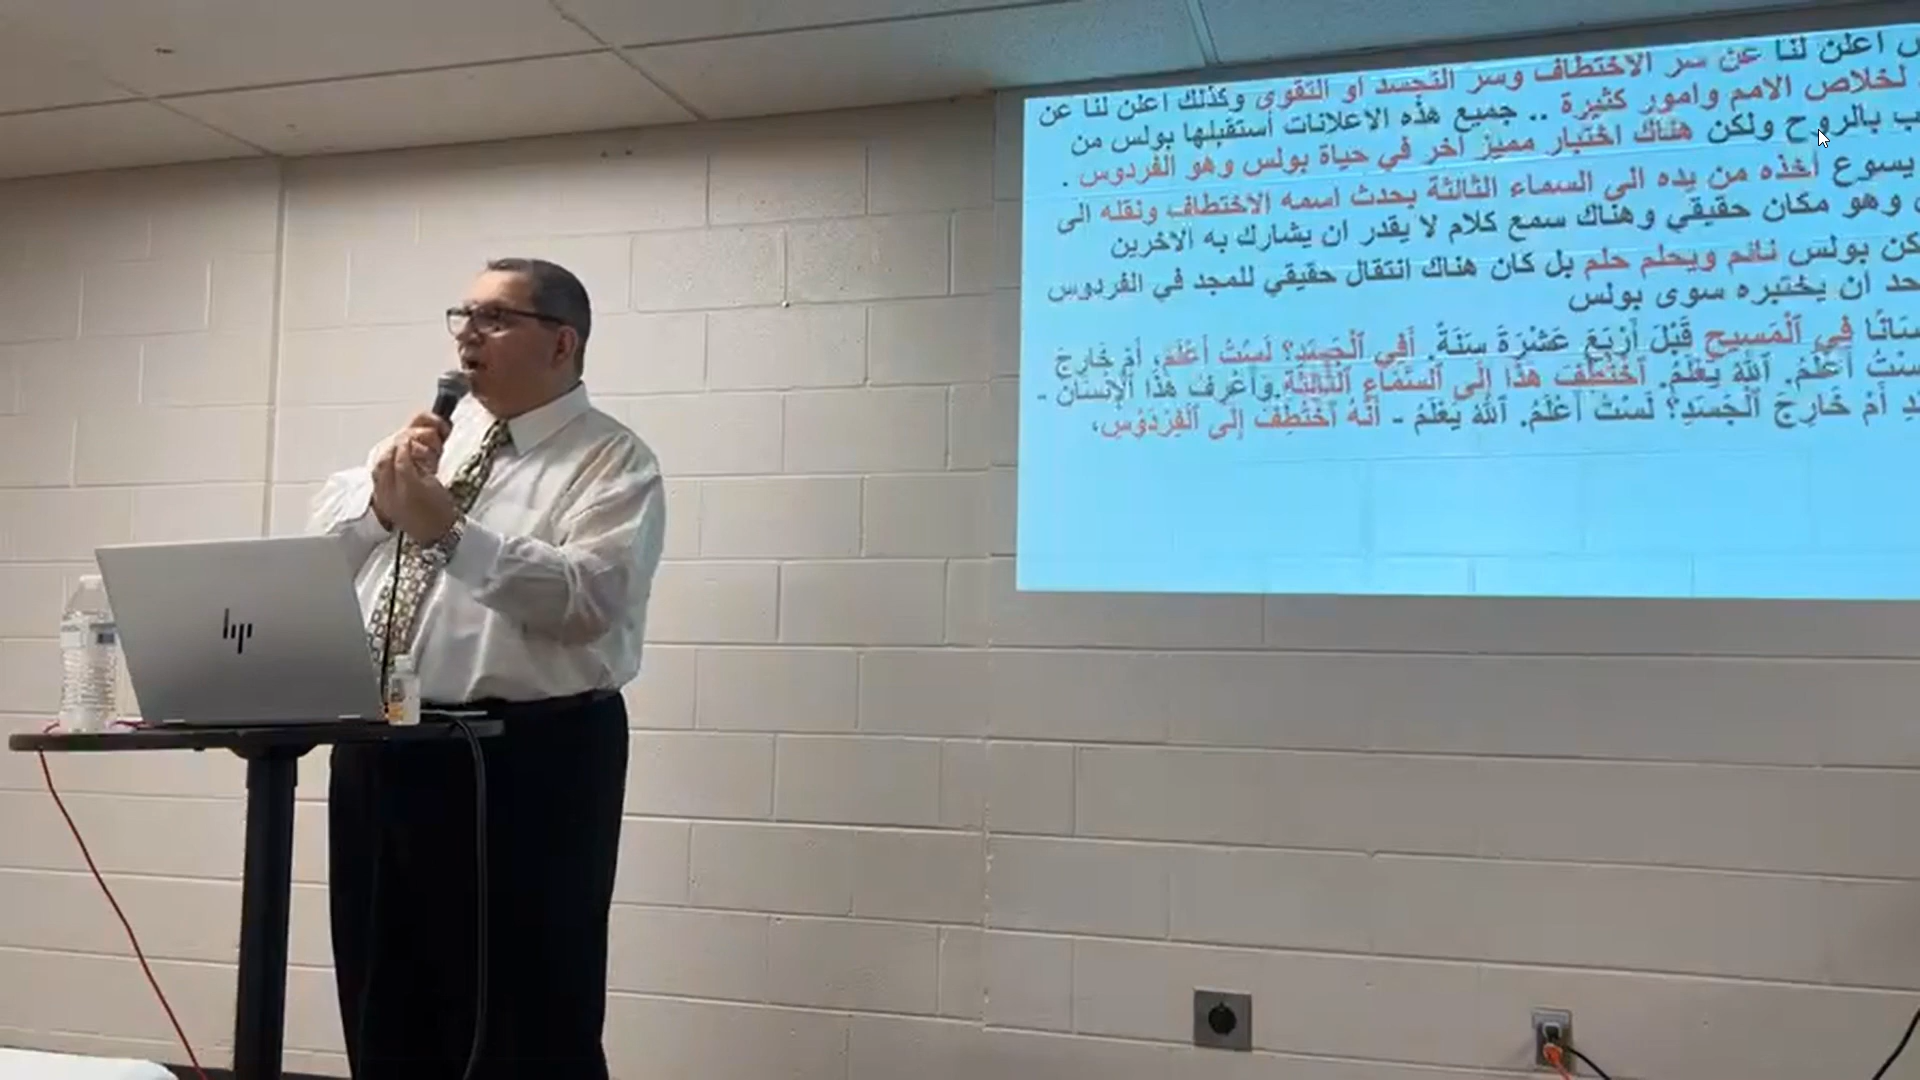 اعلن لنا عن سر الاختطاف وسر التجسد او التقوى وكذلك اعلن لنا عن
لخلاص الامم وامور كثيرة .. جميع هذه الاعلانات استقبلها بولس من
بالروح ولكن هناك اختبار مميز اخر في حياة بولس وهو الفردوس .
يسوع أخذه من يده الى السماء الثالثة بحدث اسمه الاختطاف ونقله الى
وهو مكان حقيقي وهناك سمع كلام لا يقدر ان يشارك به الاخرين
بولس نائم ويحلم حلم بل كان هناك انتقال حقيقي للمجد في الفردوس
ان يختبره سوى بولس
فِي ٱلْمَسِيحِ قَبْلَ أَرْبَعَ عَشْرَةَ سَنَةً. أَفِي ٱلْجَسَدِ؟ لَسْتُ أَعْلَمُ، أَمْ خَارِجَ
أَعْلَمُ. ٱللهُ يَعْلَمُ. ٱخْتُطِفَ هَذَا إِلَى ٱلسَّمَاءِ ٱلثَّالِثَةِ .وَأَعْرِفُ هَذَا ٱلْإِنْسَانَ -
أَمْ خَارِجَ ٱلْجَسَدِ؟ لَسْتُ أَعْلَمُ. ٱللهُ يَعْلَمُ - أَنَّهُ ٱخْتُطِفَ إِلَى ٱلْفِرْدَوْسِ،
hp